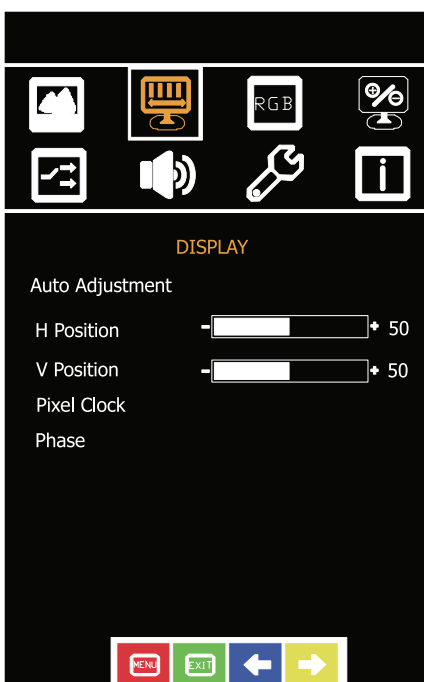 RGB
DISPLAY
Auto Adjustment
H Position - + 50
V Position - + 50
Pixel Clock
Phase
MENU EXIT